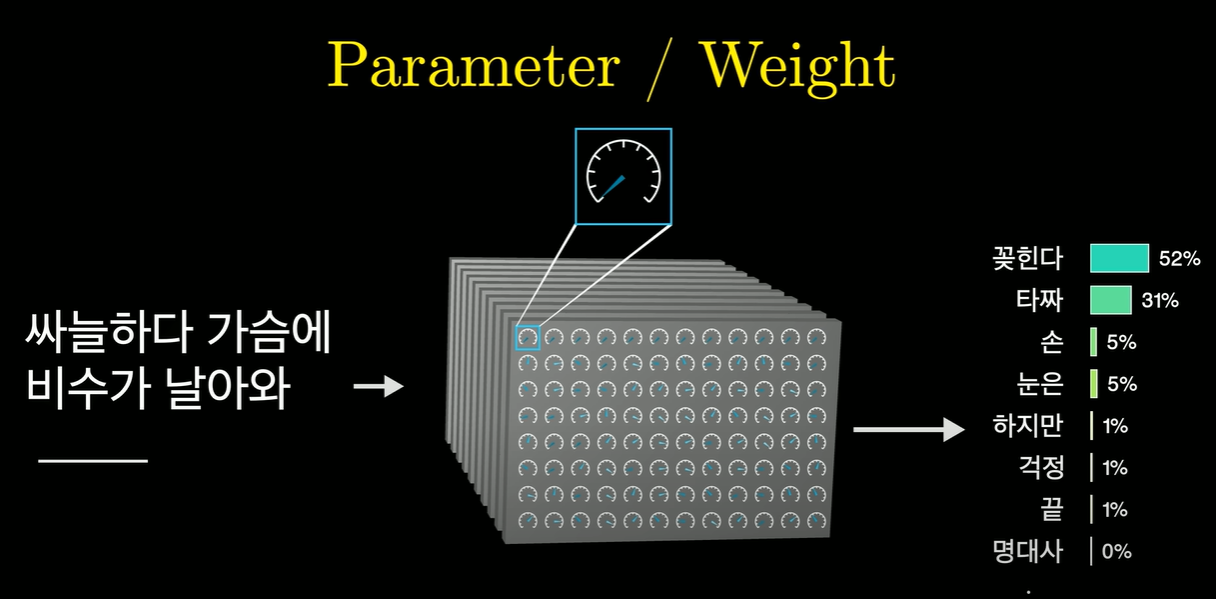 Parameter / Weight
싸늘하다 가슴에
비수가 날아와
꽂힌다 52%
타짜 31%
손 5%
눈은 5%
하지만 1%
걱정 1%
끝 1%
명대사 0%